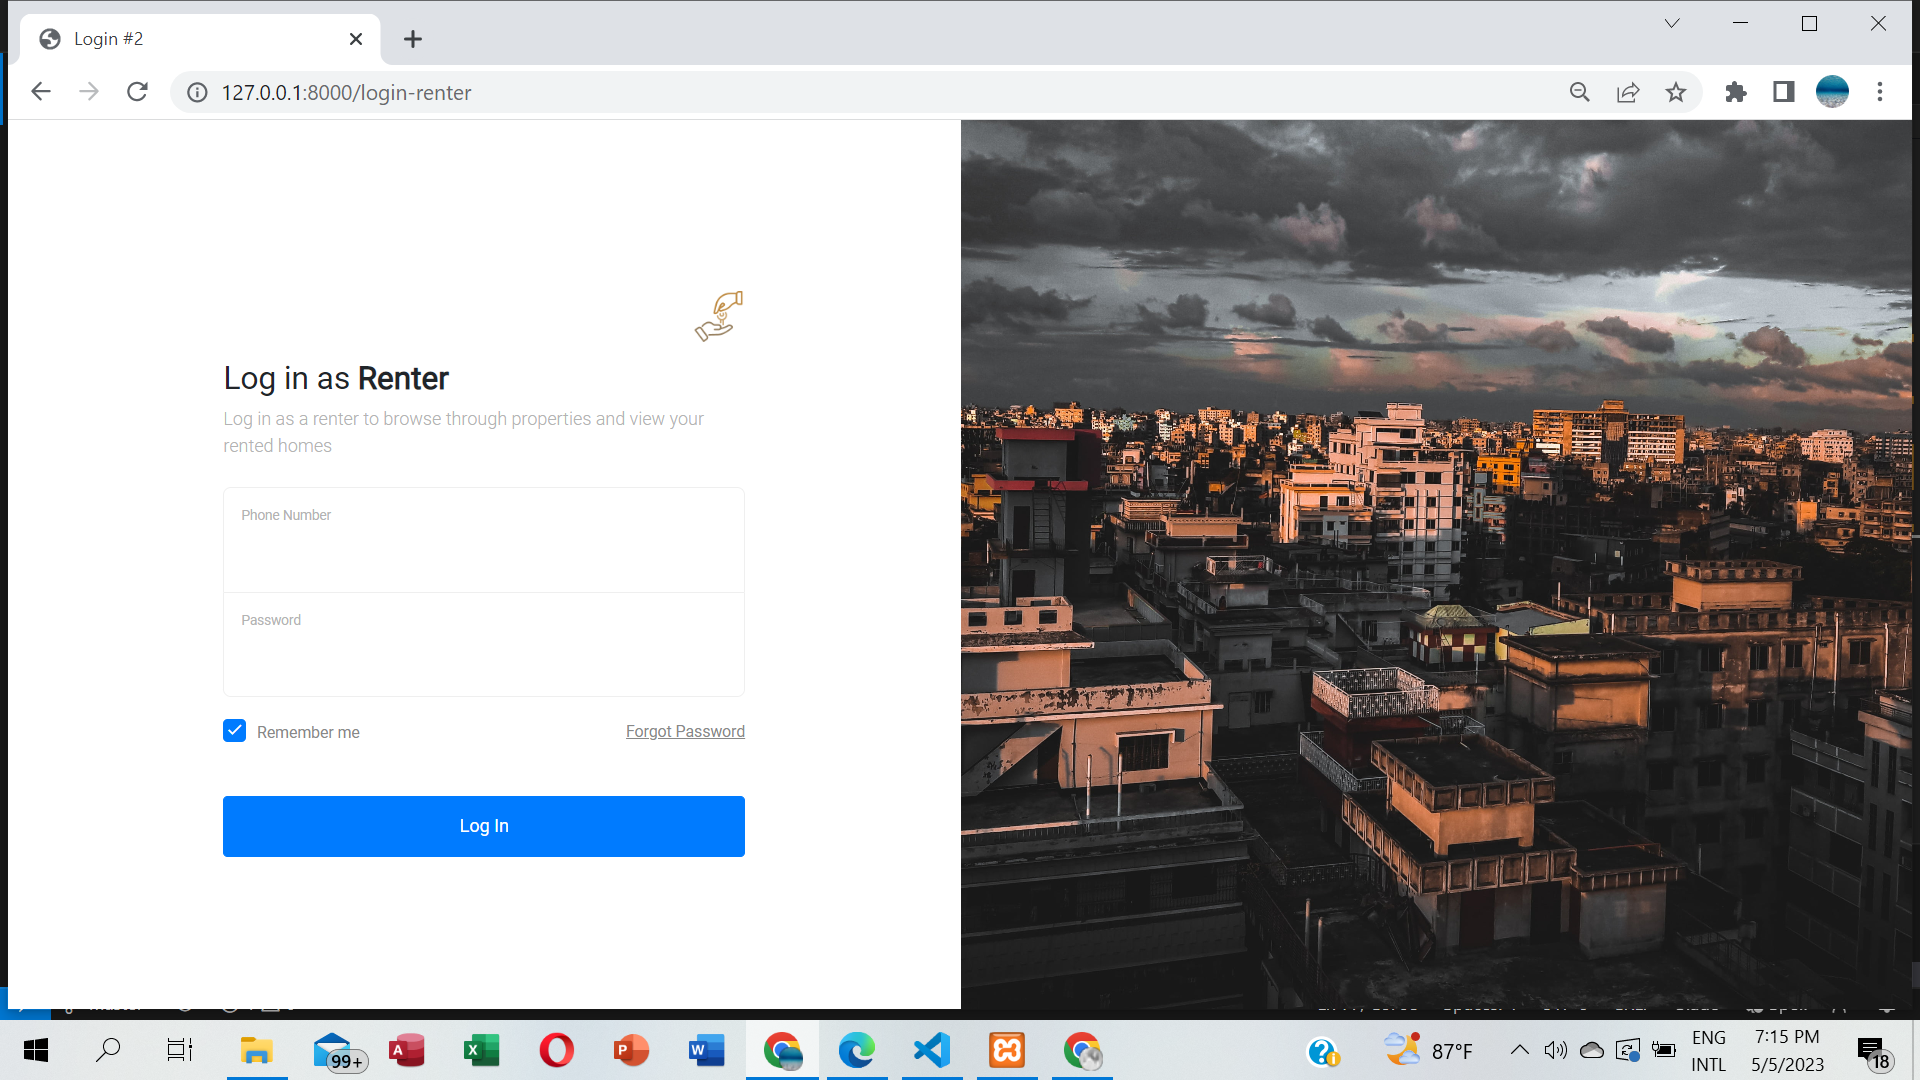 Login #2
127.0.0.1:8000/login-renter
Log in as Renter
Log in as a renter to browse through properties and view your
rented homes
Phone Number
Password
Remember me
Forgot Password
Log In
99+
87°F
ENG
INTL
7:15 PM
5/5/2023
18